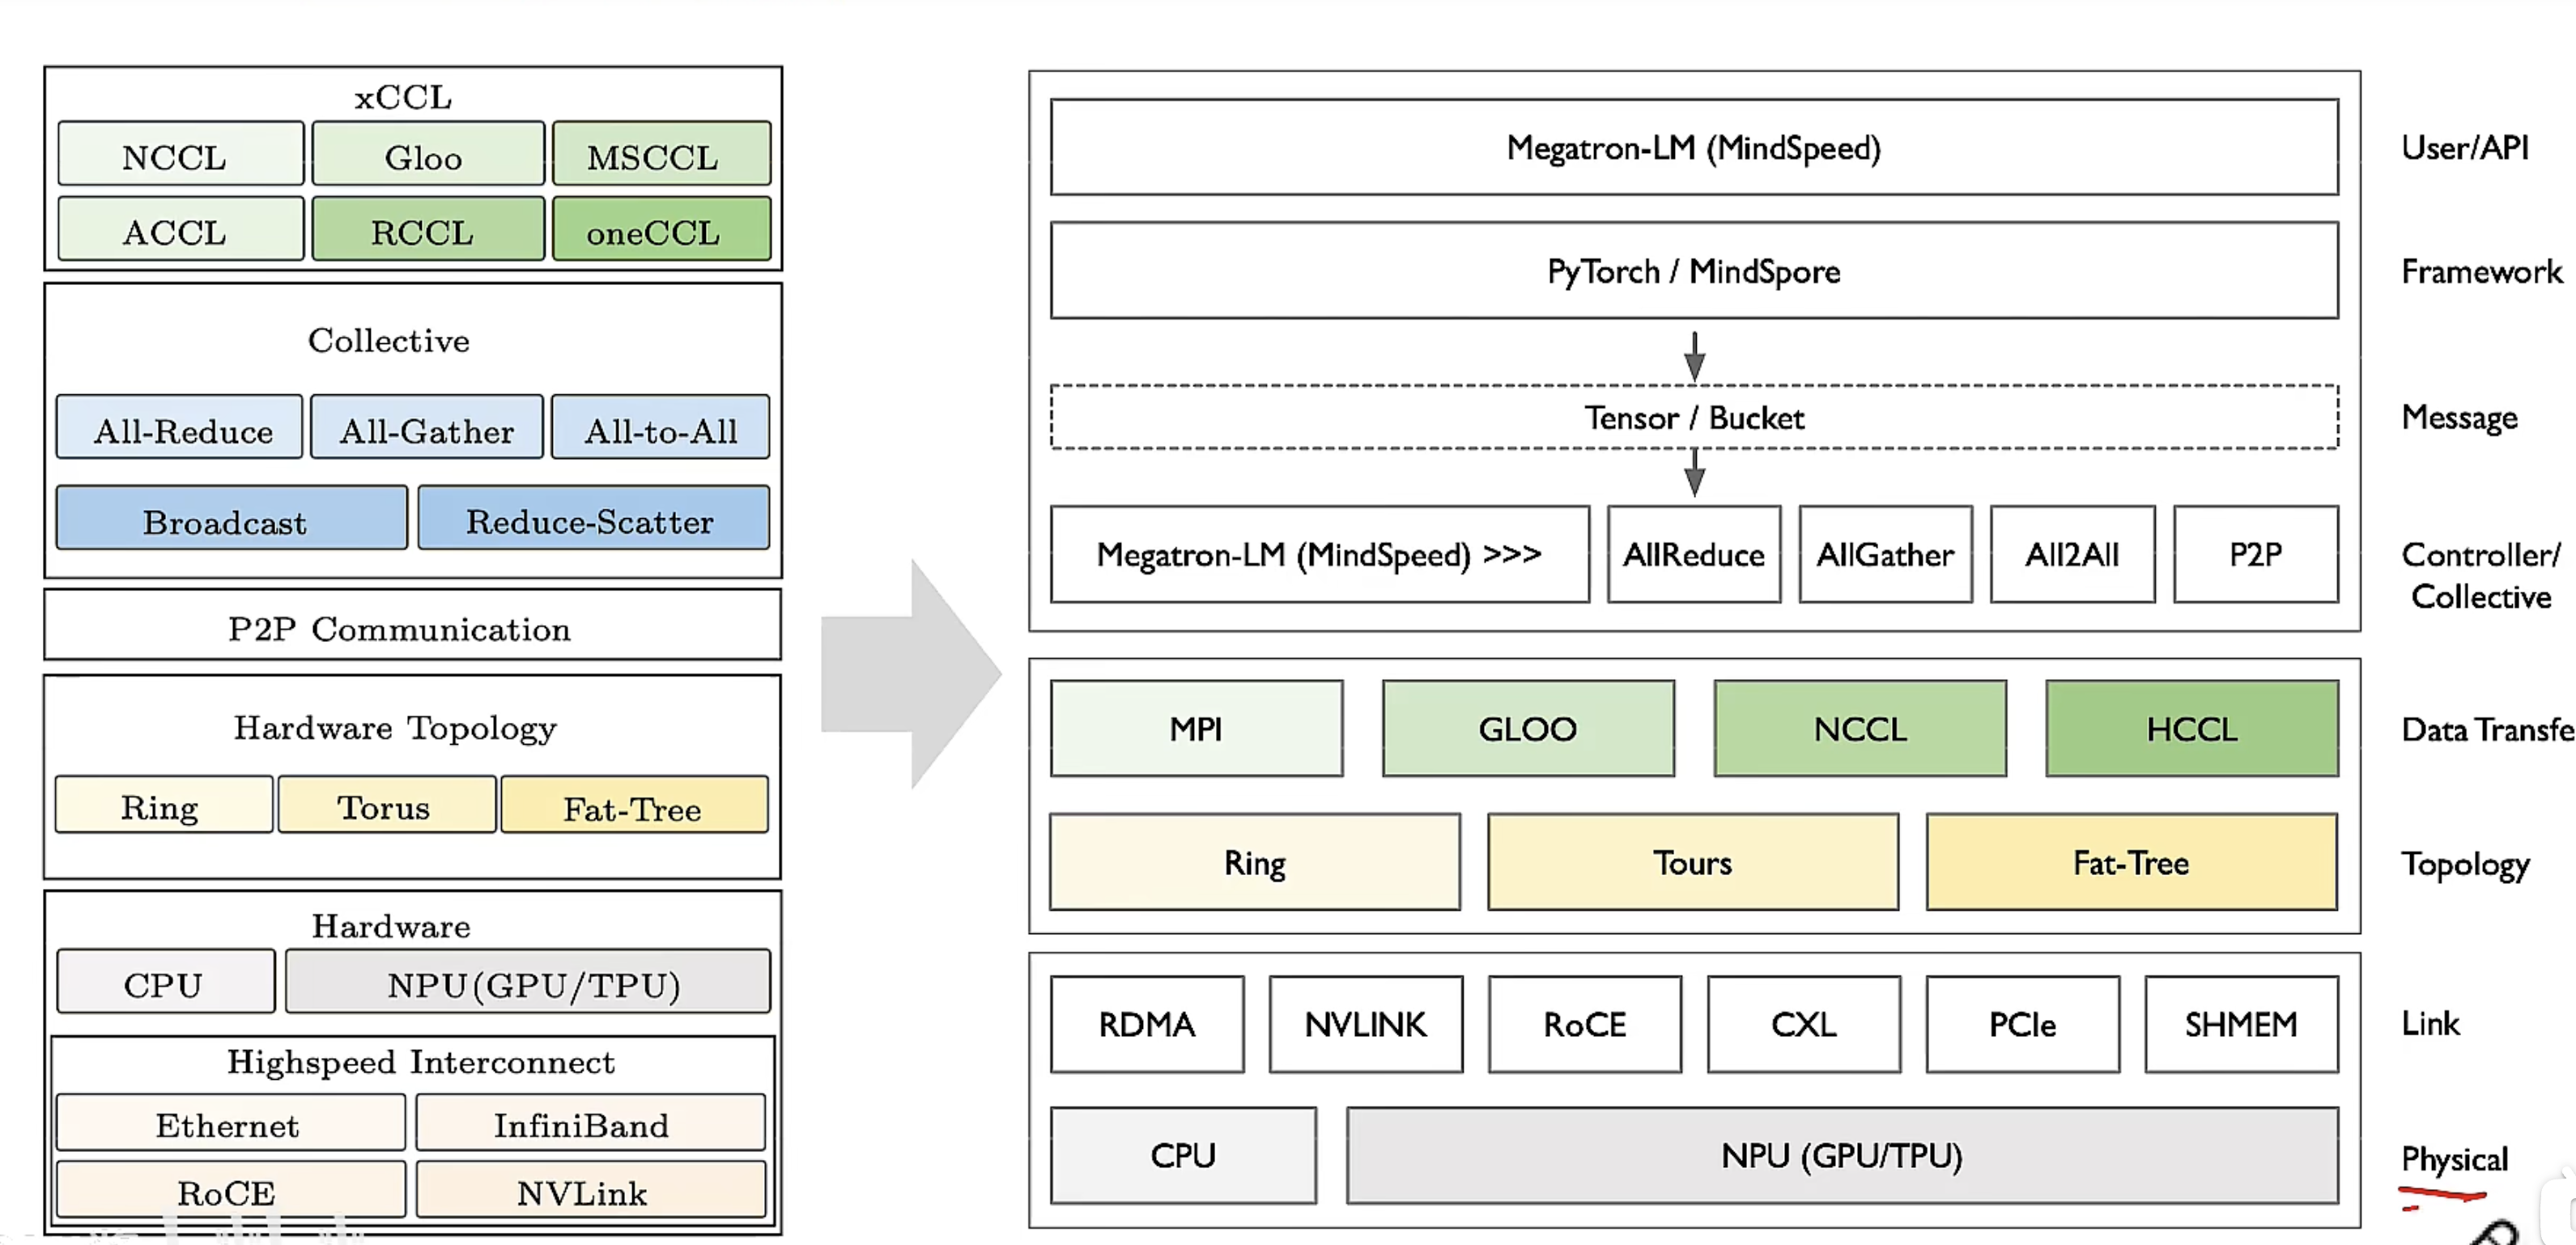 xCCL
NCCL Gloo MSCCL
ACCL RCCL oneCCL
Collective
All-Reduce All-Gather All-to-All
Broadcast Reduce-Scatter
P2P Communication
Hardware Topology
Ring Torus Fat-Tree
Hardware
CPU NPU(GPU/TPU)
Highspeed Interconnect
Ethernet InfiniBand
RoCE NVLink
Megatron-LM (MindSpeed) User/API
PyTorch / MindSpore Framework
Tensor / Bucket Message
Megatron-LM (MindSpeed) >>> AllReduce AllGather All2All P2P Controller/
Collective
MPI GLOO NCCL HCCL Data Transfe
Ring Tours Fat-Tree Topology
RDMA NVLINK RoCE CXL PCIe SHMEM Link
CPU NPU (GPU/TPU) Physical